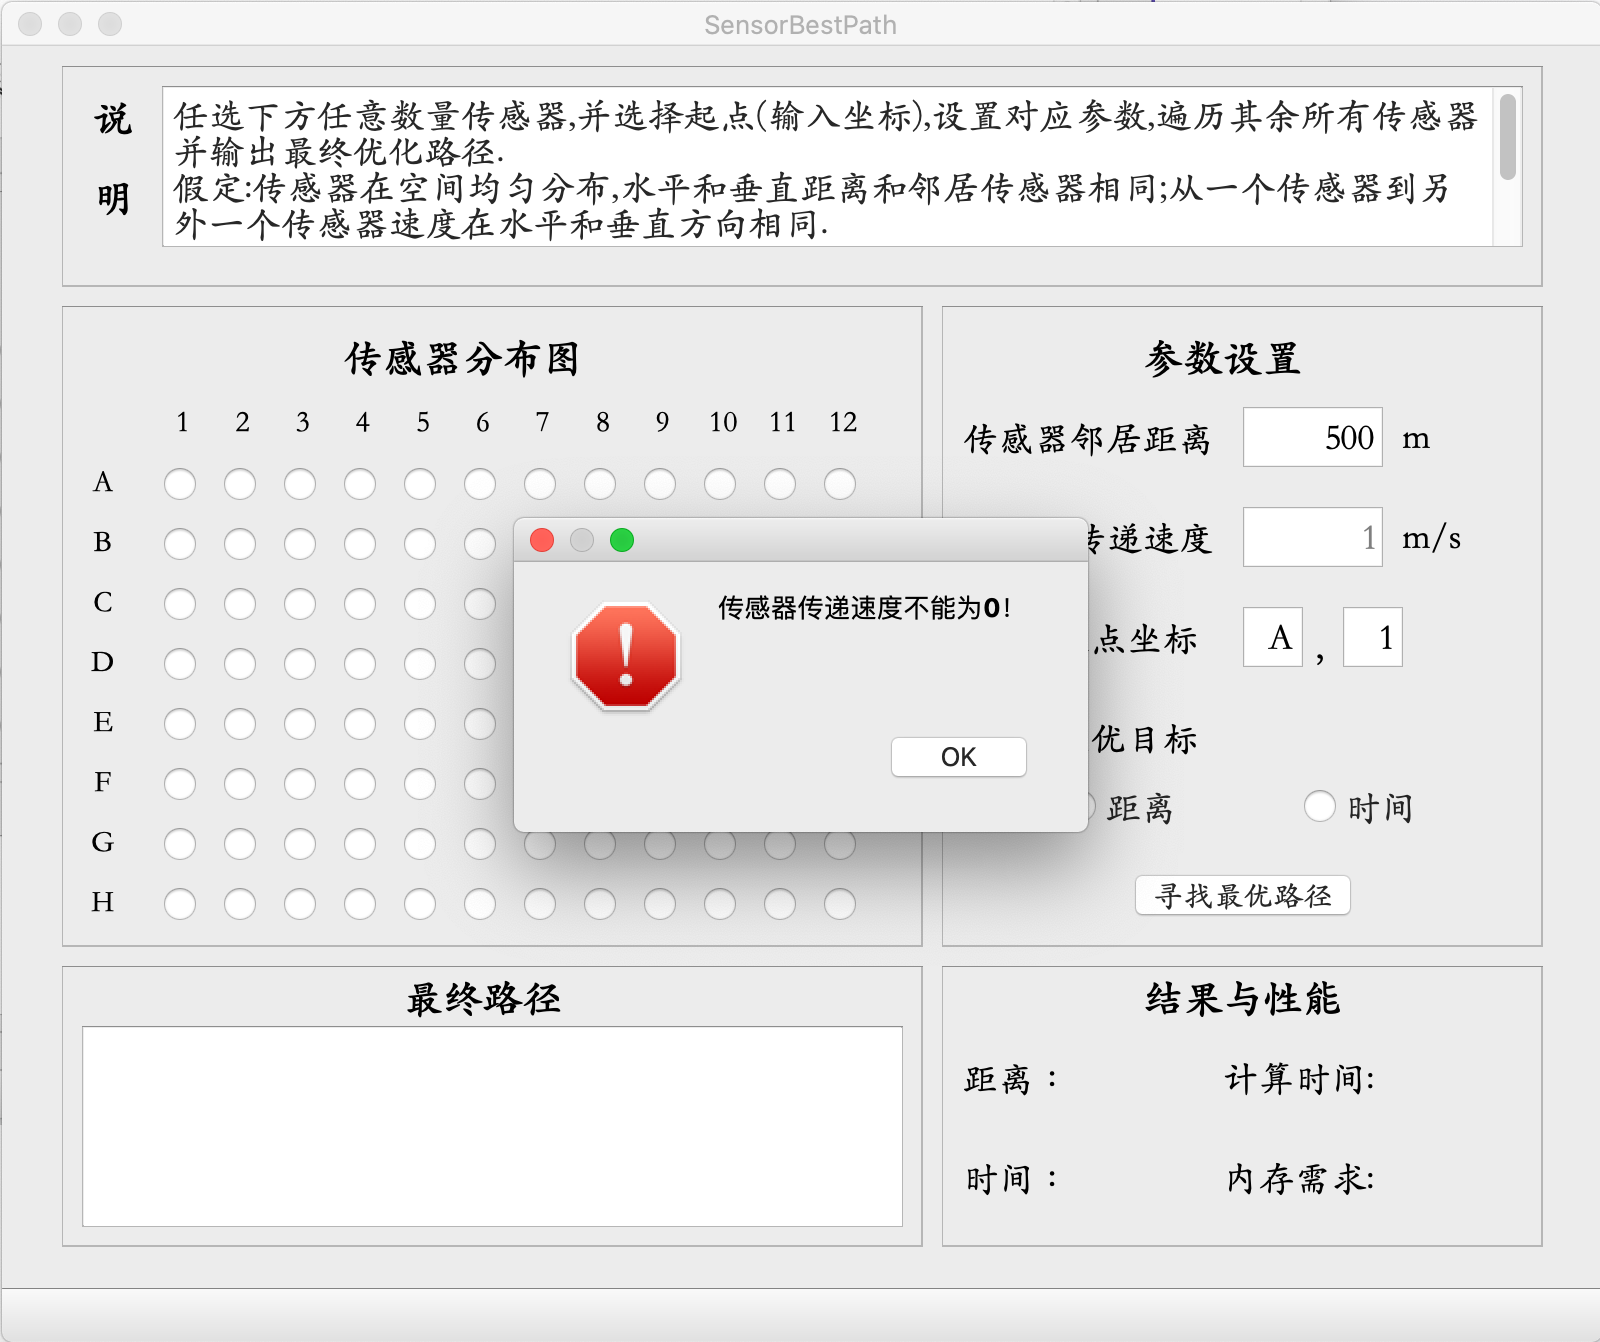 SensorBestPath
说
明
任选下方任意数量传感器,并选择起点(输入坐标),设置对应参数,遍历其余所有传感器
并输出最终优化路径.
假定:传感器在空间均匀分布,水平和垂直距离和邻居传感器相同;从一个传感器到另
外一个传感器速度在水平和垂直方向相同.
传感器分布图
1 2 3 4 5 6 7 8 9 10 11 12
A
B
C
D
E
F
G
H
参数设置
传感器邻居距离 500 m
传递速度 1 m/s
点坐标 A , 1
优目标
距离 时间
寻找最优路径
传感器传递速度不能为0!
OK
最终路径
结果与性能
距离： 计算时间:
时间： 内存需求: